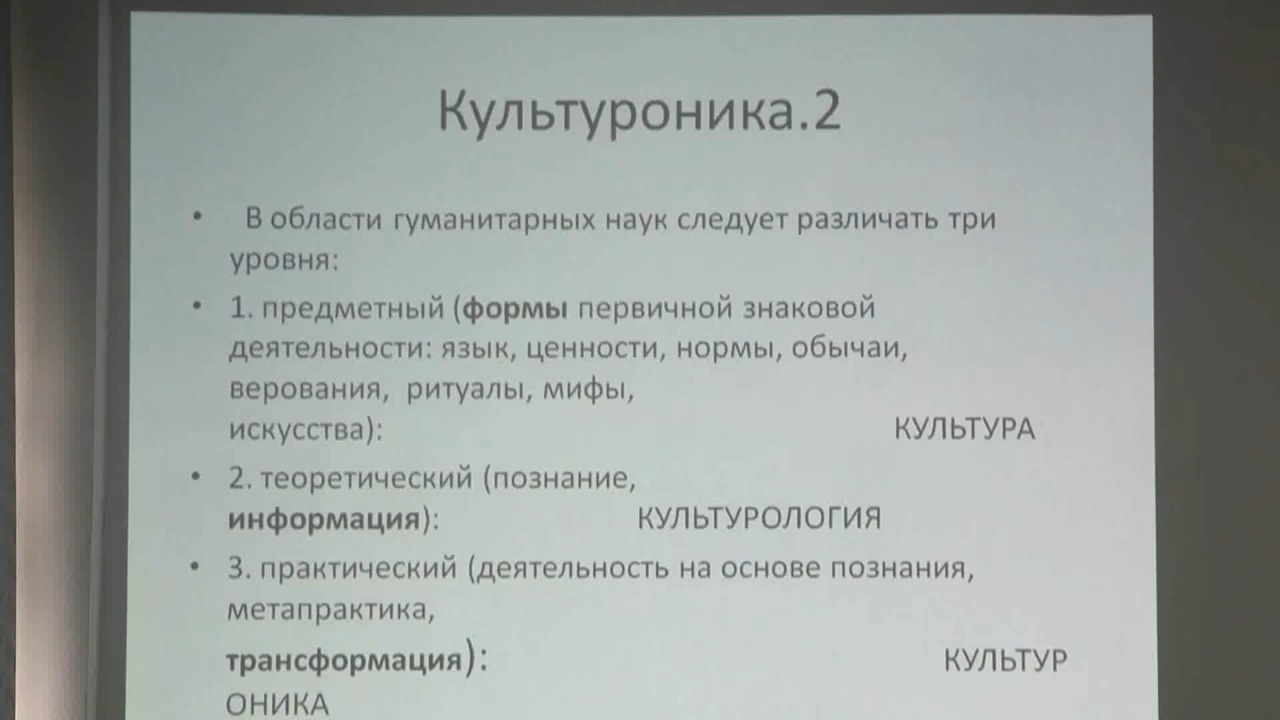 Культуроника.2
• В области гуманитарных наук следует различать три
уровня:
• 1. предметный (формы первичной знаковой
деятельности: язык, ценности, нормы, обычаи,
верования, ритуалы, мифы,
искусства): КУЛЬТУРА
• 2. теоретический (познание,
информация): КУЛЬТУРОЛОГИЯ
• 3. практический (деятельность на основе познания,
метапрактика,
трансформация): КУЛЬТУР
ОНИКА